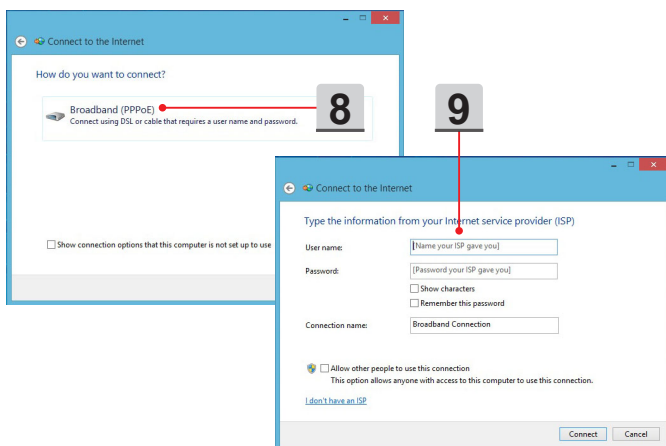 Connect to the Internet
How do you want to connect?
Broadband (PPPoE)
Connect using DSL or cable that requires a user name and password.
Show connection options that this computer is not set up to use
8
9
Connect to the Internet
Type the information from your Internet service provider (ISP)
User name: [Name your ISP gave you]
Password: [Password your ISP gave you]
Show characters
Remember this password
Connection name: Broadband Connection
Allow other people to use this connection
This option allows anyone with access to this computer to use this connection.
I don't have an ISP
Connect Cancel